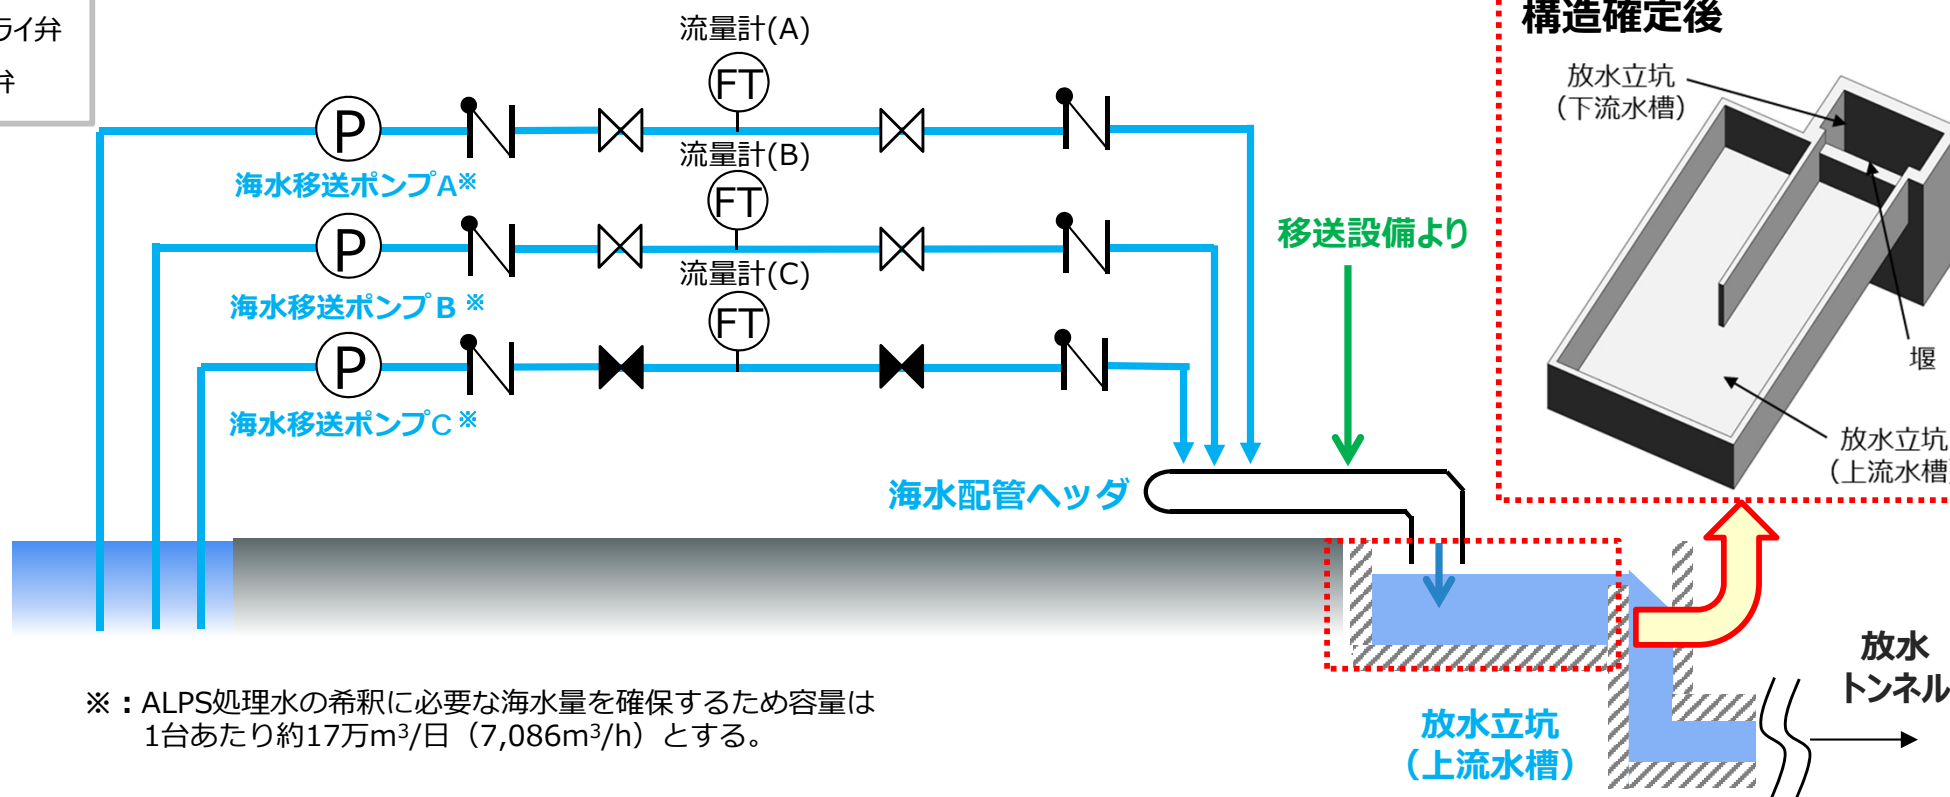 ライ弁
弁
流量計(A)
FT
P
海水移送ポンプA※
流量計(B)
FT
P
海水移送ポンプB ※
流量計(C)
FT
P
海水移送ポンプC※
移送設備より
海水配管ヘッダ
構造確定後
放水立坑
（下流水槽）
堰
放水立坑
（上流水槽）
放水
トンネル
放水立坑
（上流水槽）
※：ALPS処理水の希釈に必要な海水量を確保するため容量は
1台あたり約17万m³/日（7,086m³/h）とする。